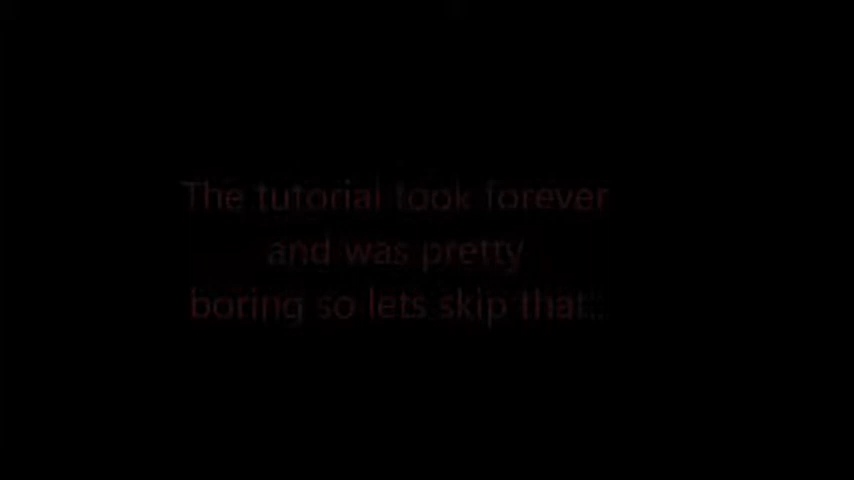 The tutorial took forever
and was pretty
boring so lets skip that...